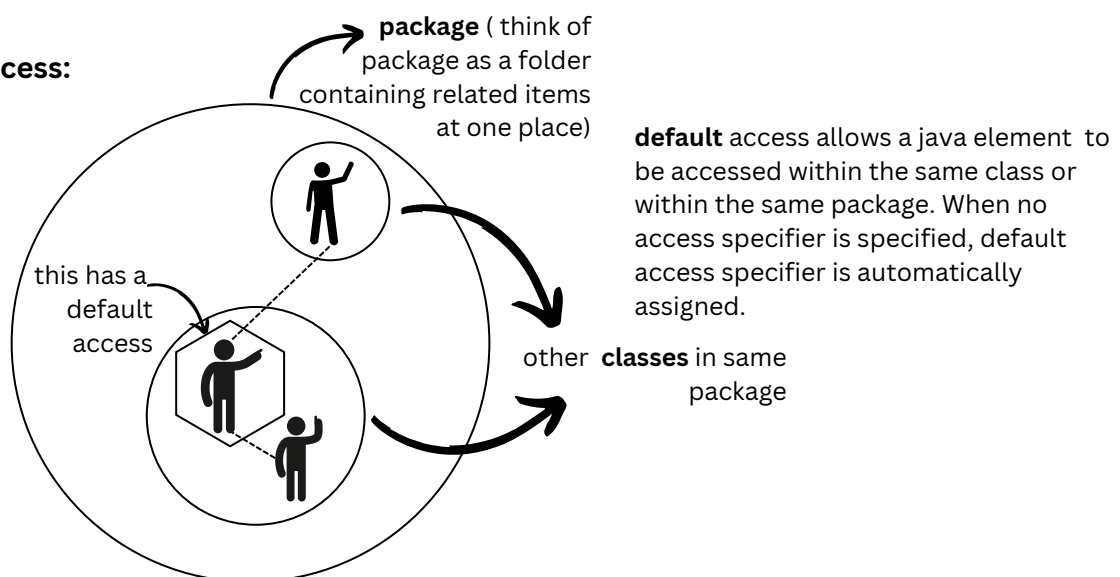 cess:
package ( think of
package as a folder
containing related items
at one place)
default access allows a java element to
be accessed within the same class or
within the same package. When no
access specifier is specified, default
access specifier is automatically
assigned.
this has a
default
access
other classes in same
package